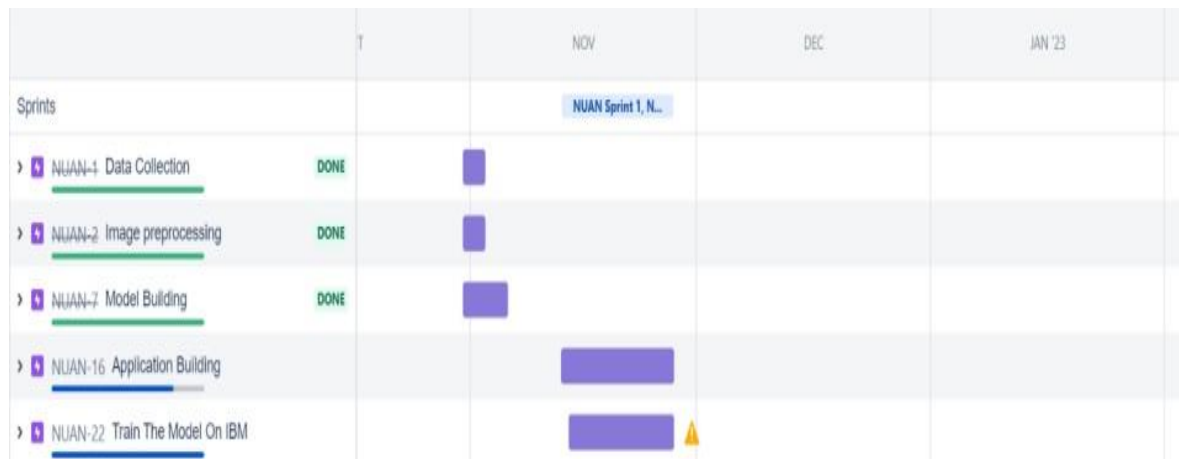 T NOV DEC JAN '23
Sprints NUAN Sprint 1, N...
NUAN-1 Data Collection DONE
NUAN-2 Image preprocessing DONE
NUAN-7 Model Building DONE
NUAN-16 Application Building
NUAN-22 Train The Model On IBM